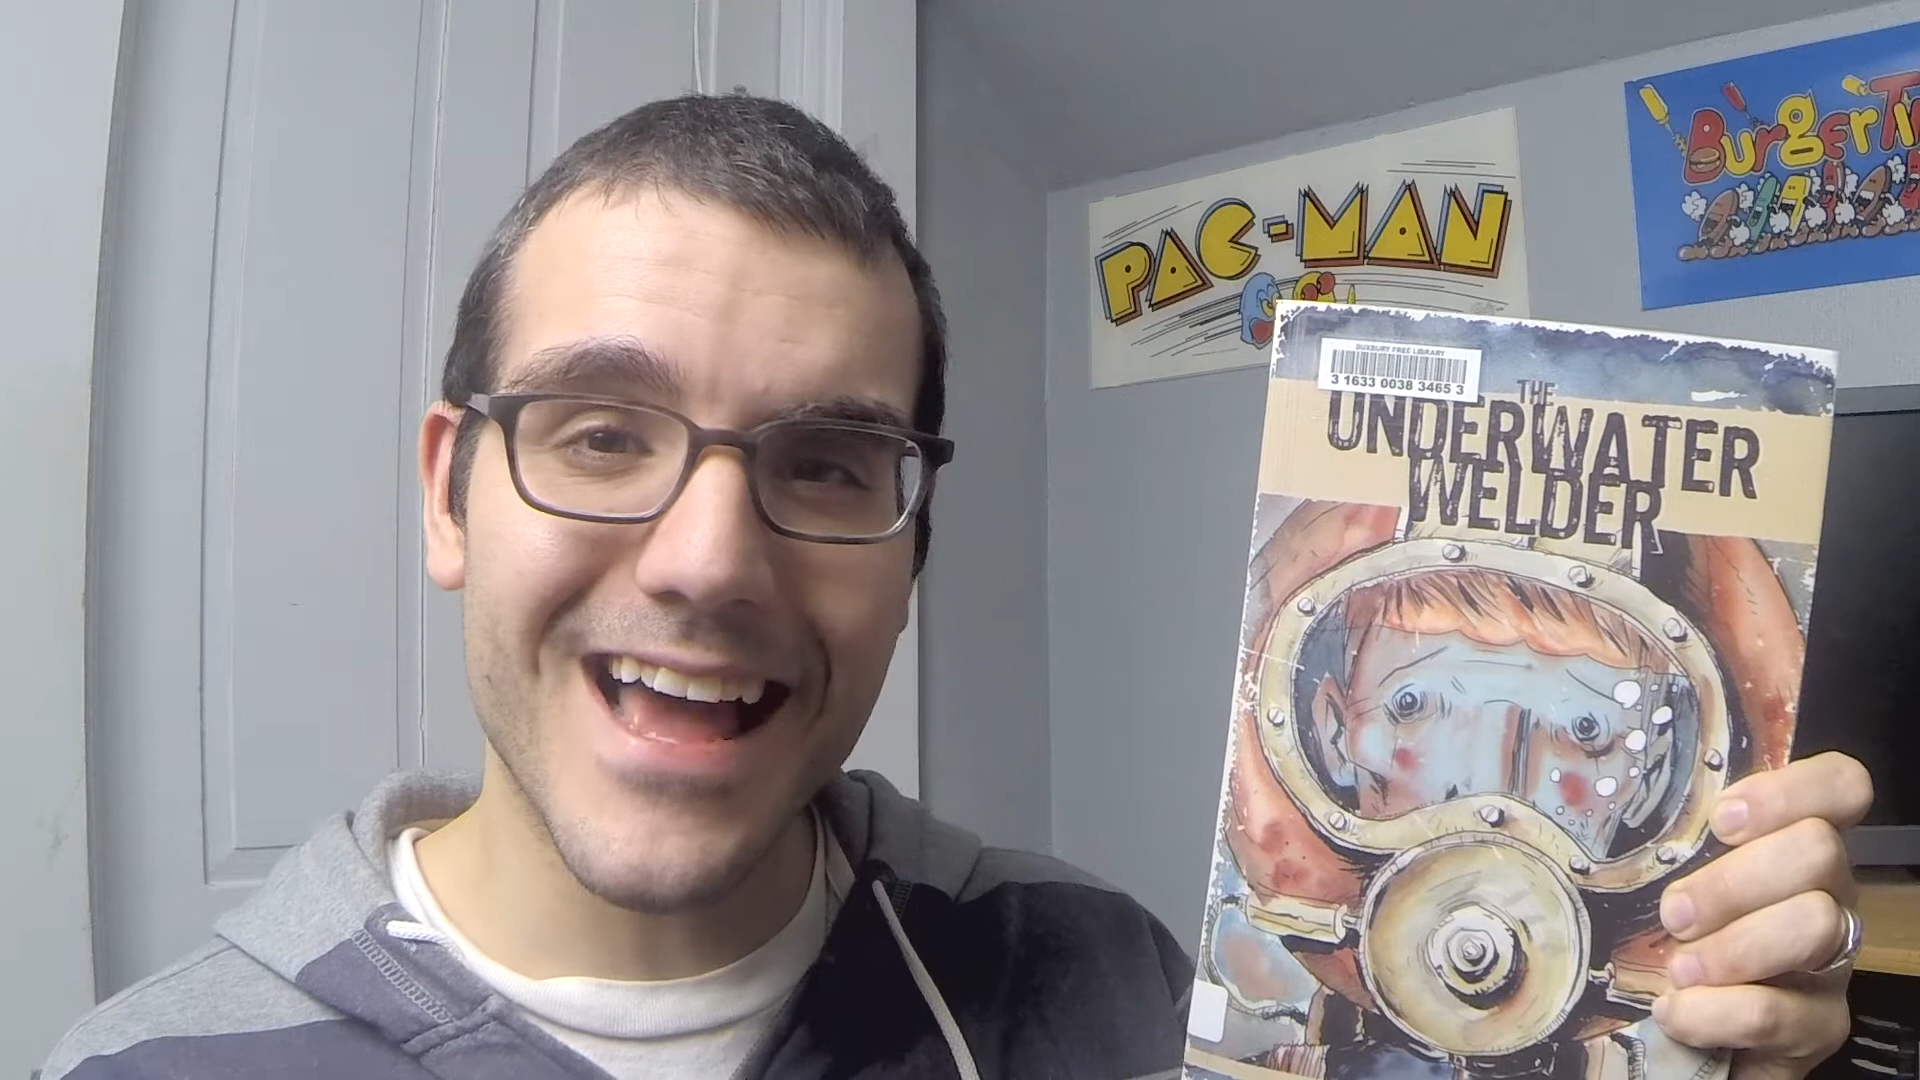 PAC-MAN
BurgerTi
DUXBURY FREE LIBRARY
3 1633 0038 3465 3
THE
UNDERWATER
WELDER